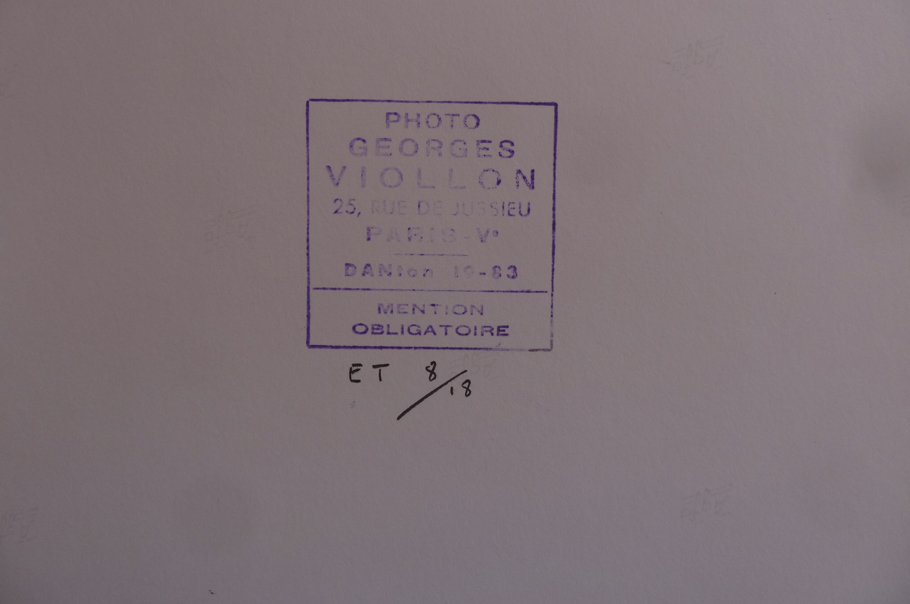 PHOTO
GEORGES
VIOLLON
25, RUE DE JUSSIEU
PARIS-Ve
DANton 19-83
MENTION
OBLIGATOIRE
ET 8/18